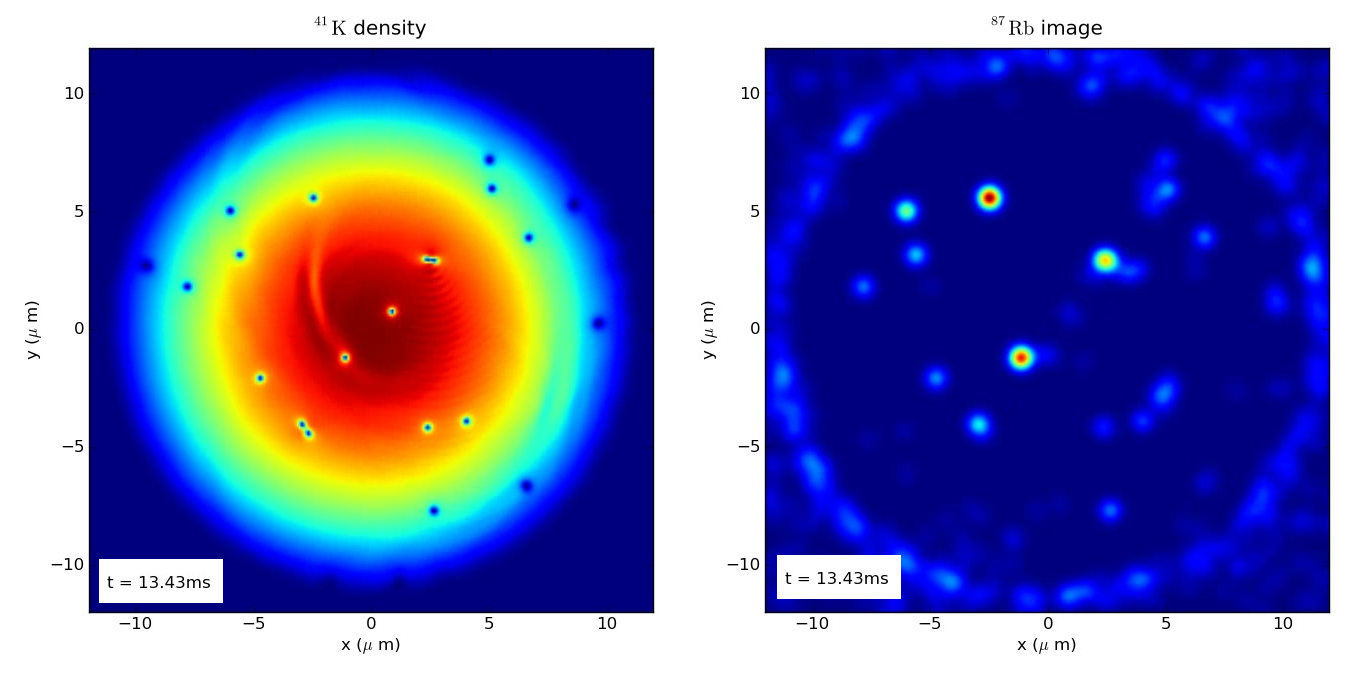 ⁴¹K density
10
5
0
−5
−10
y (μ m)
t = 13.43ms
−10 −5 0 5 10
x (μ m)
⁸⁷Rb image
10
5
0
−5
−10
y (μ m)
t = 13.43ms
−10 −5 0 5 10
x (μ m)